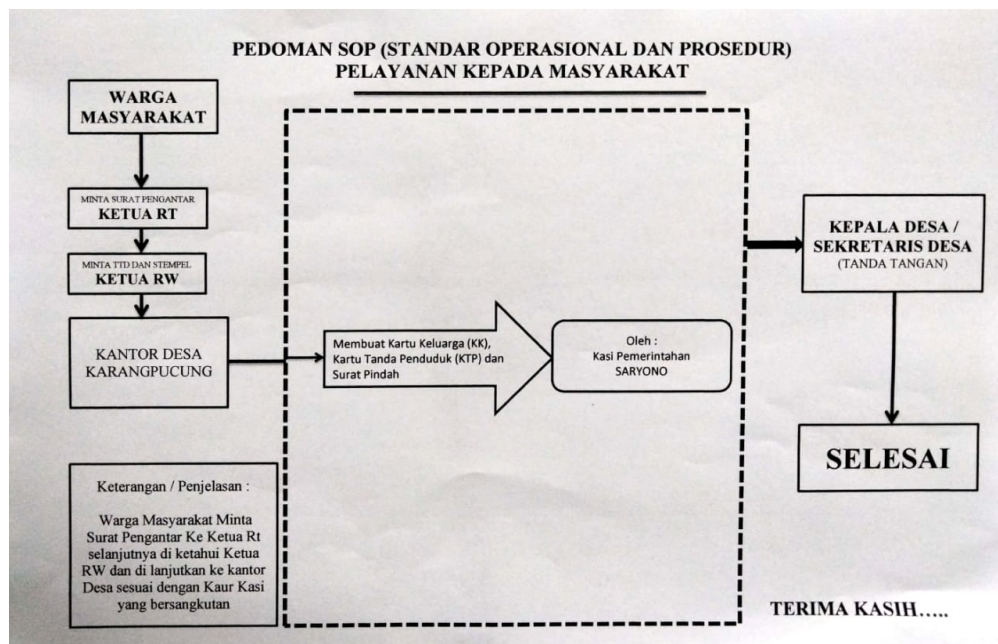 PEDOMAN SOP (STANDAR OPERASIONAL DAN PROSEDUR)
PELAYANAN KEPADA MASYARAKAT
WARGA
MASYARAKAT
MINTA SURAT PENGANTAR
KETUA RT
MINTA TTD DAN STEMPEL
KETUA RW
KANTOR DESA
KARANGPUCUNG
Membuat Kartu Keluarga (KK),
Kartu Tanda Penduduk (KTP) dan
Surat Pindah
Oleh :
Kasi Pemerintahan
SARYONO
KEPALA DESA /
SEKRETARIS DESA
(TANDA TANGAN)
SELESAI
Keterangan / Penjelasan :
Warga Masyarakat Minta
Surat Pengantar Ke Ketua Rt
selanjutnya di ketahui Ketua
RW dan di lanjutkan ke kantor
Desa sesuai dengan Kaur Kasi
yang bersangkutan
TERIMA KASIH.....